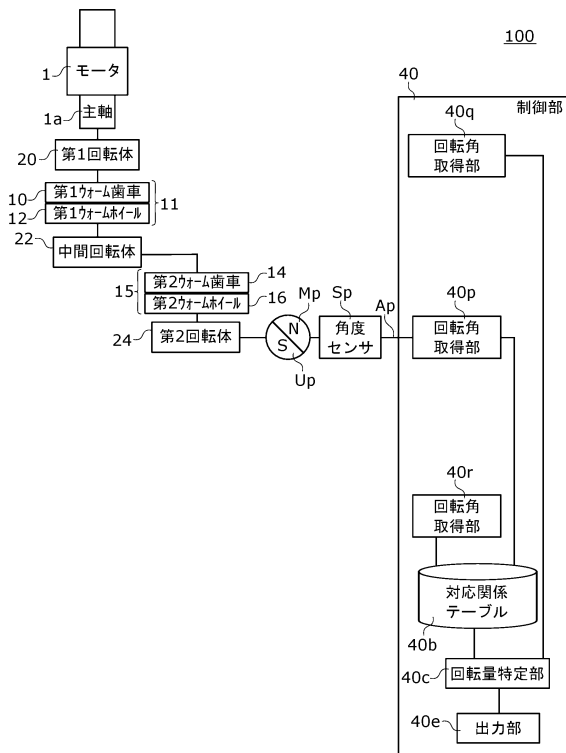 100
1
モータ
1a
主軸
20
第1回転体
10
第1ウォーム歯車
11
12
第1ウォームホイール
22
中間回転体
15
第2ウォーム歯車
14
第2ウォームホイール
16
24
第2回転体
Mp
N
S
Up
Sp
角度
センサ
Ap
40
制御部
40q
回転角
取得部
40p
回転角
取得部
40r
回転角
取得部
対応関係
テーブル
40b
40c
回転量特定部
40e
出力部